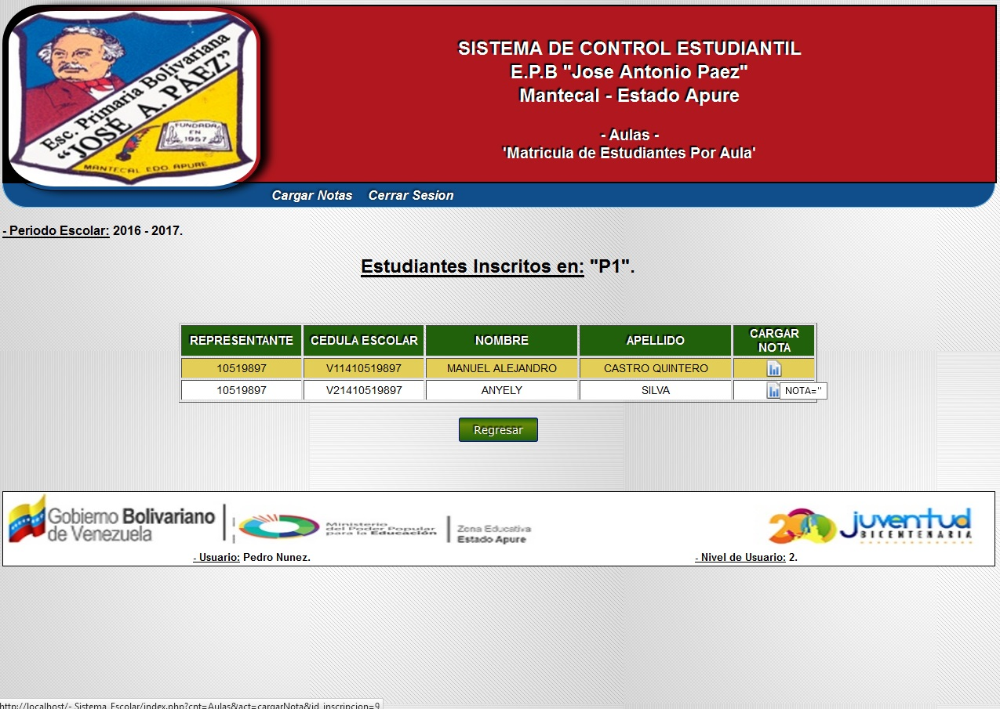 Esc. Primaria Bolivariana
"JOSÉ A. PAEZ"
FUNDADA
EN
1957
MANTECAL EDO APURE
SISTEMA DE CONTROL ESTUDIANTIL
E.P.B "Jose Antonio Paez"
Mantecal - Estado Apure
- Aulas -
'Matricula de Estudiantes Por Aula'
Cargar Notas Cerrar Sesion
- Periodo Escolar: 2016 - 2017.
Estudiantes Inscritos en: "P1".
REPRESENTANTE CEDULA ESCOLAR NOMBRE APELLIDO CARGAR NOTA
10519897 V11410519897 MANUEL ALEJANDRO CASTRO QUINTERO
10519897 V21410519897 ANYELY SILVA
NOTA=''
Regresar
Gobierno Bolivariano
de Venezuela
Ministerio
del Poder Popular
para la Educación
Zona Educativa
Estado Apure
200 juventud
BICENTENARIA
- Usuario: Pedro Nunez.
- Nivel de Usuario: 2.
http://localhost/- Sistema_Escolar/index.php?cnt=Aulas&act=cargarNota&id_inscripcion=9